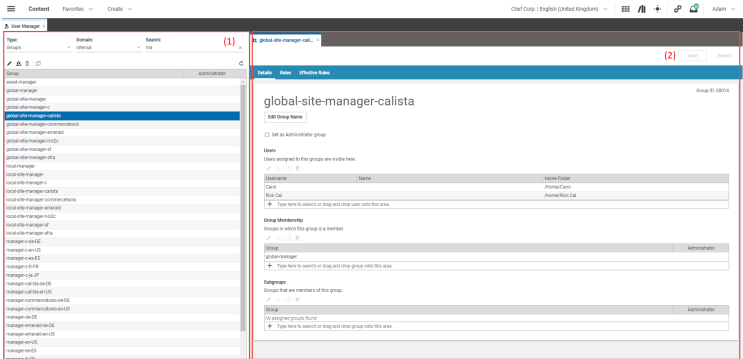 Content Favorites Create Chef Corp. | English (United Kingdom) Adam
User Manager
Type: Domain: Search: (1)
Groups Internal ma
Group Administrator
asset-manager
global-manager
global-site-manager
global-site-manager-c
global-site-manager-calista
global-site-manager-commercetools
global-site-manager-emerald
global-site-manager-h-b2c
global-site-manager-sf
global-site-manager-sfra
local-manager
local-site-manager
local-site-manager-c
local-site-manager-calista
local-site-manager-commercetools
local-site-manager-emerald
local-site-manager-h-b2c
local-site-manager-sf
local-site-manager-sfra
manager-c-de-DE
manager-c-en-US
manager-c-es-ES
manager-c-fr-FR
manager-c-ja-JP
manager-calista-de-DE
manager-calista-en-US
manager-commercetools-de-DE
manager-commercetools-en-US
manager-de-DE
manager-emerald-de-DE
manager-emerald-en-US
manager-en-US
manager-es-ES
global-site-manager-cali...
(2) Save
Details Roles Effective Roles
Group ID: 00016
global-site-manager-calista
Edit Group Name
Set as Administrator group
Users
Users assigned to this groups are visible here.
Username Name Home Folder
Carol /Home/Carol
Rick Cal /Home/Rick Cal
+ Type here to search or drag and drop user onto this area.
Group Membership
Groups in which this group is a member.
Group Administrator
global-manager
+ Type here to search or drag and drop group onto this area.
Subgroups
Groups that are members of this group.
Group Administrator
No assigned groups found
+ Type here to search or drag and drop group onto this area.